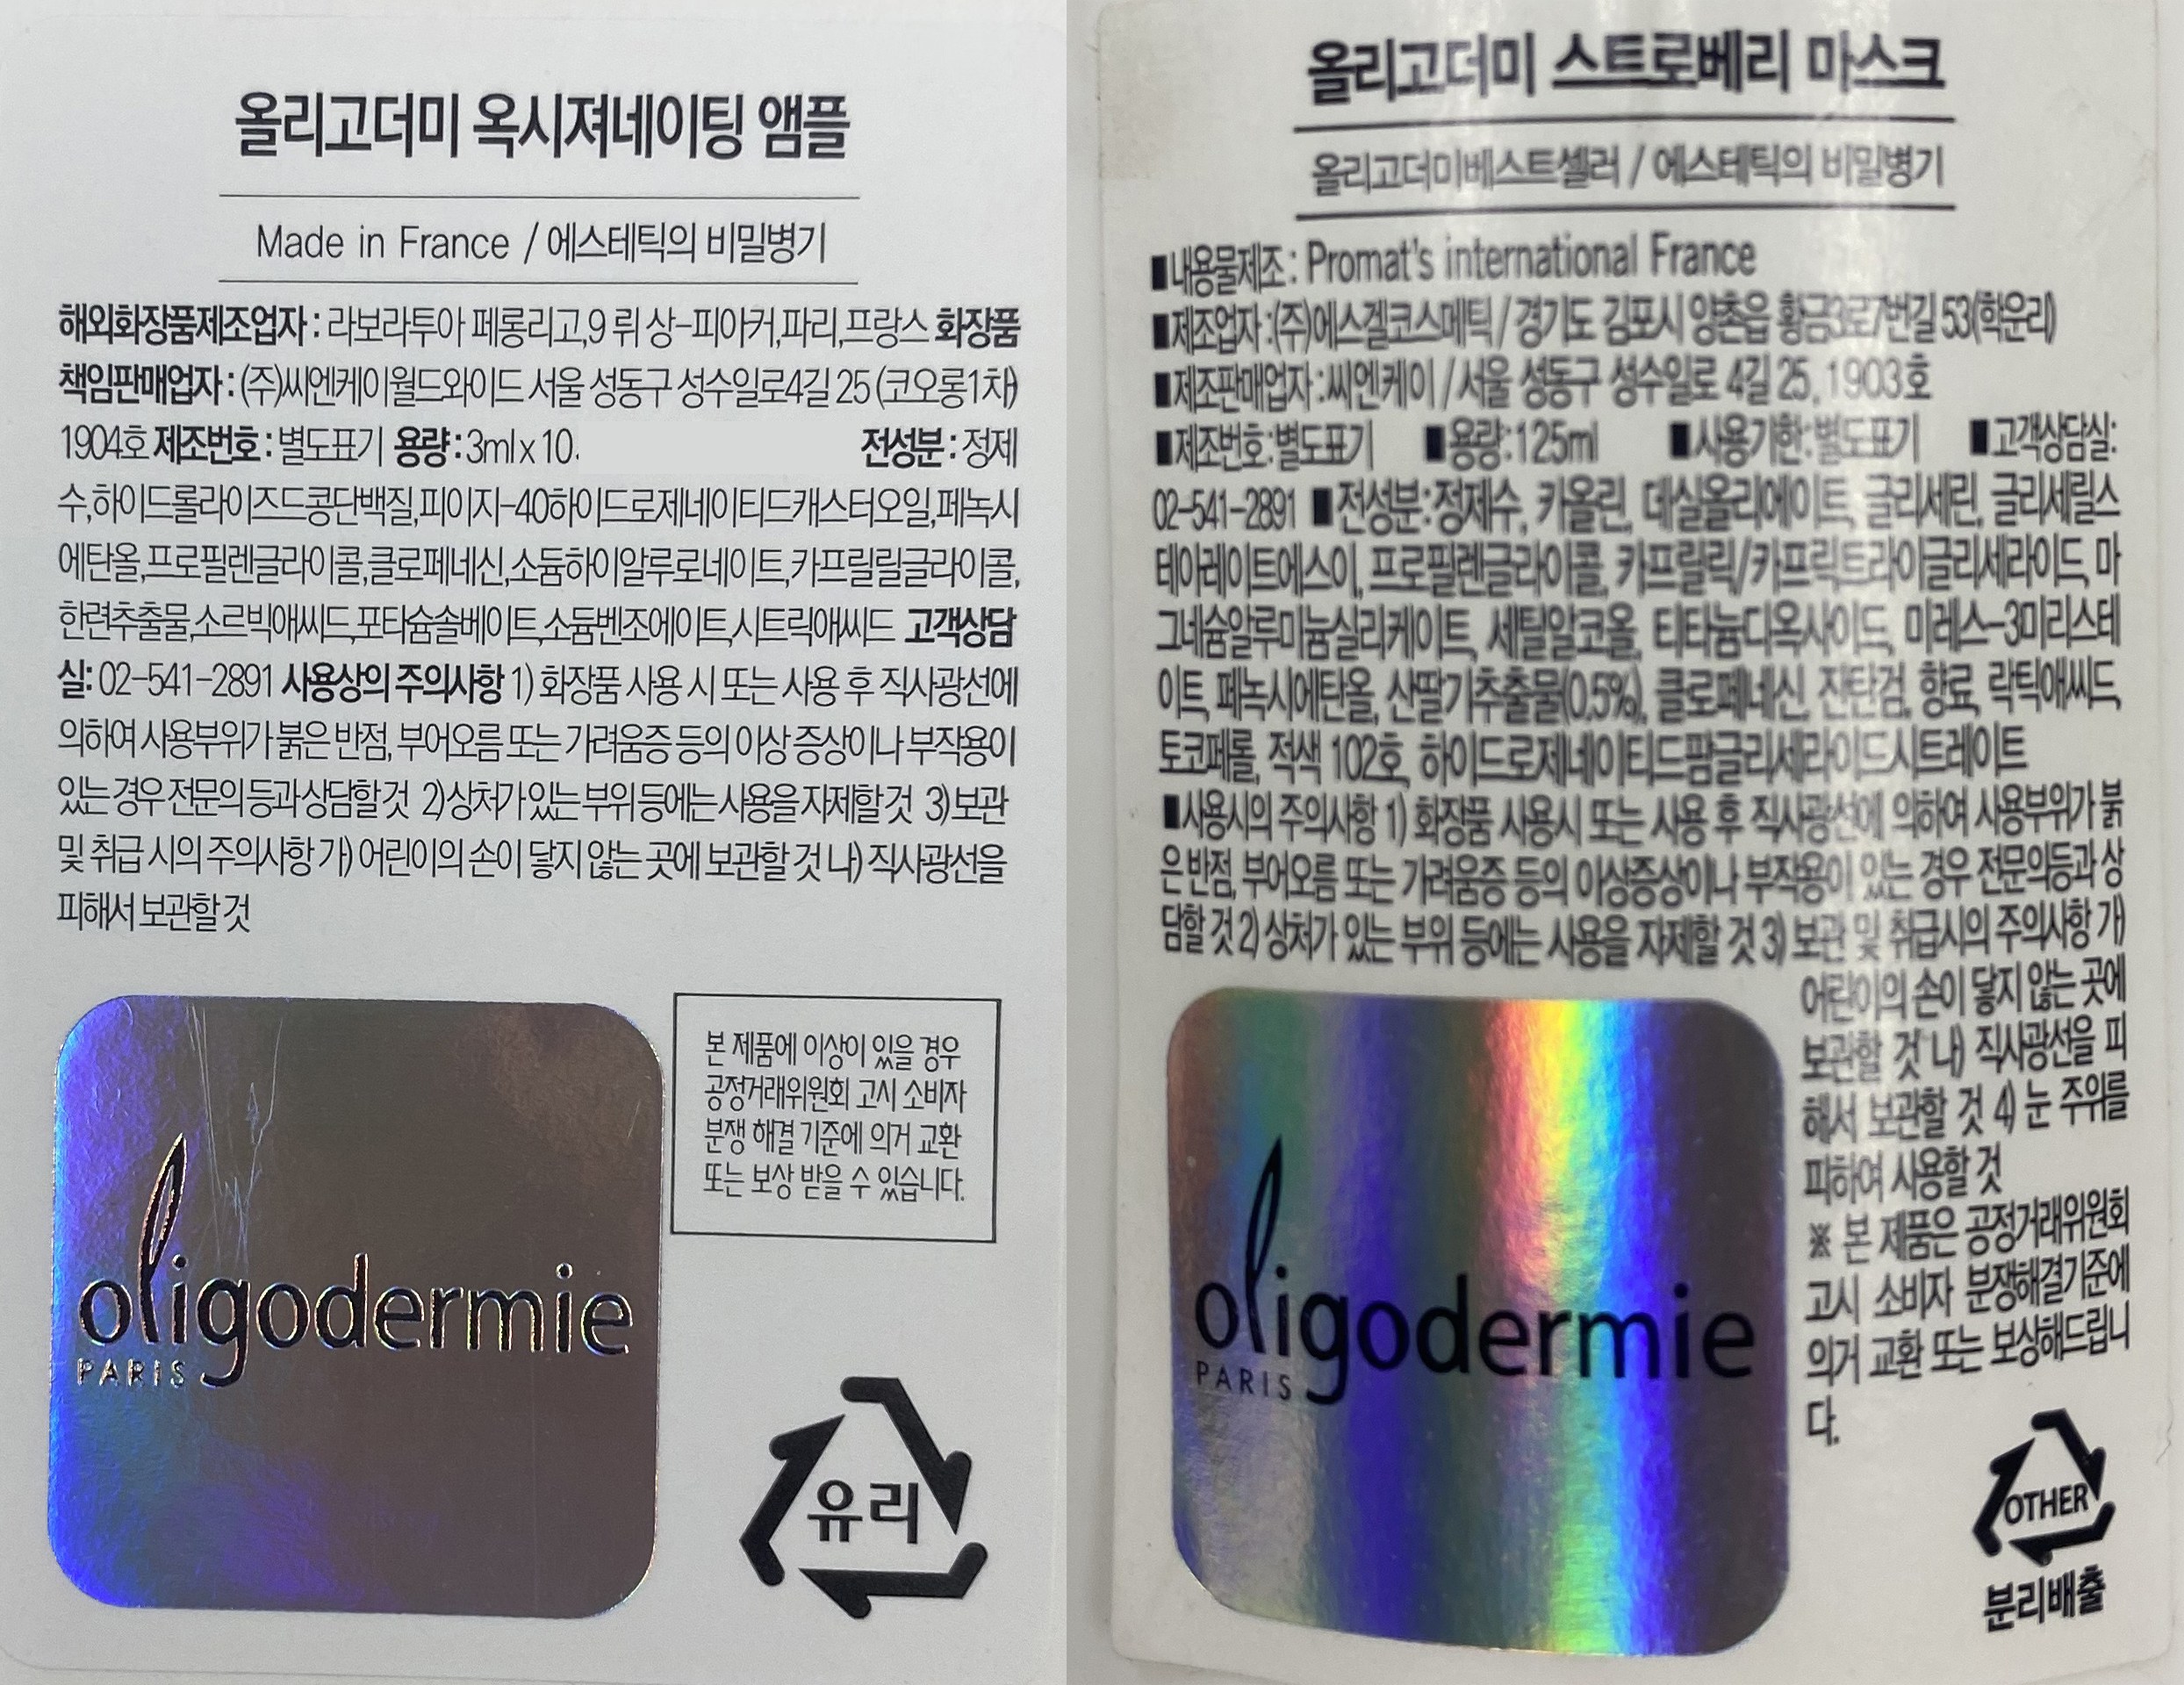 올리고더미 옥시져네이팅 앰플
Made in France / 에스테틱의 비밀병기
해외화장품제조업자 : 라보라투아 페롱리고,9 뤼 상-피아커,파리,프랑스 화장품
책임판매업자 : (주)씨엔케이월드와이드 서울 성동구 성수일로4길 25 (코오롱1차)
1904호 제조번호 : 별도표기 용량 : 3ml x 10. 전성분 : 정제
수,하이드롤라이즈드콩단백질,피이지-40하이드로제네이티드캐스터오일,페녹시
에탄올,프로필렌글라이콜,클로페네신,소듐하이알루로네이트,카프릴릴글라이콜,
한련추출물,소르빅애씨드,포타슘솔베이트,소듐벤조에이트,시트릭애씨드 고객상담
실: 02-541-2891 사용상의 주의사항 1) 화장품 사용 시 또는 사용 후 직사광선에
의하여 사용부위가 붉은 반점, 부어오름 또는 가려움증 등의 이상 증상이나 부작용이
있는 경우 전문의 등과 상담할 것 2) 상처가 있는 부위 등에는 사용을 자제할 것 3) 보관
및 취급 시의 주의사항 가) 어린이의 손이 닿지 않는 곳에 보관할 것 나) 직사광선을
피해서 보관할 것
본 제품에 이상이 있을 경우
공정거래위원회 고시 소비자
분쟁 해결 기준에 의거 교환
또는 보상 받을 수 있습니다.
oligodermie
PARIS
유리
올리고더미 스트로베리 마스크
올리고더미베스트셀러 / 에스테틱의 비밀병기
■내용물제조 : Promat's international France
■제조업자 :(주)에스겔코스메틱 / 경기도 김포시 양촌읍 황금3로7번길 53(학운리)
■제조판매업자 : 씨엔케이 / 서울 성동구 성수일로 4길 25, 1903호
■제조번호:별도표기 ■용량:125ml ■사용기한:별도표기 ■고객상담실:
02-541-2891 ■전성분:정제수, 카올린, 데실올리에이트, 글리세린, 글리세릴스
테아레이트에스이, 프로필렌글라이콜, 카프릴릭/카프릭트라이글리세라이드, 마
그네슘알루미늄실리케이트, 세틸알코올, 티타늄디옥사이드, 미레스-3미리스테
이트, 페녹시에탄올, 산딸기추출물(0.5%), 클로페네신, 잔탄검, 향료, 락틱애씨드,
토코페롤, 적색 102호, 하이드로제네이티드팜글리세라이드시트레이트
■사용시의 주의사항 1) 화장품 사용시 또는 사용 후 직사광선에 의하여 사용부위가 붉
은 반점, 부어오름 또는 가려움증 등의 이상증상이나 부작용이 있는 경우 전문의등과 상
담할 것 2) 상처가 있는 부위 등에는 사용을 자제할 것 3) 보관 및 취급시의 주의사항 가)
어린이의 손이 닿지 않는 곳에
보관할 것 나) 직사광선을 피
해서 보관할 것 4) 눈 주위를
피하여 사용할 것
※ 본 제품은 공정거래위원회
고시 소비자 분쟁해결기준에
의거 교환 또는 보상해드립니
다.
oligodermie
PARIS
OTHER
분리배출